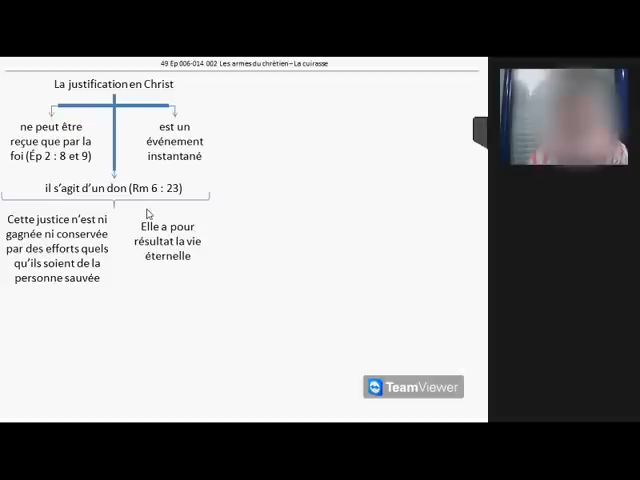 49 Ep 006-014 002 Les armes du chrètien – La cuirasse
La justification en Christ
ne peut être
reçue que par la
foi (Ép 2 : 8 et 9)
est un
événement
instantané
il s'agit d'un don (Rm 6 : 23)
Cette justice n'est ni
gagnée ni conservée
par des efforts quels
qu'ils soient de la
personne sauvée
Elle a pour
résultat la vie
éternelle
TeamViewer